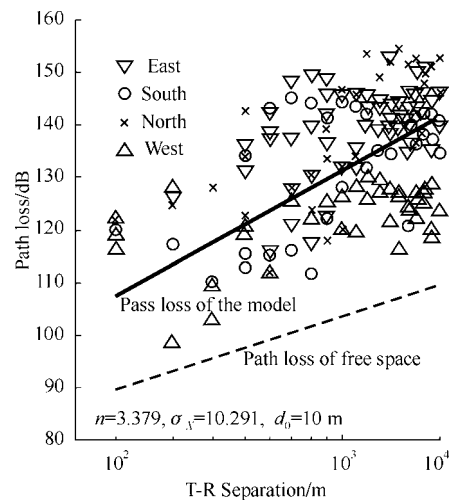 160
150
140
130
120
110
100
90
80
Path loss/dB
East
South
North
West
Pass loss of the model
Path loss of free space
n=3.379, σ_X=10.291, d_0=10 m
10^2
10^3
10^4
T-R Separation/m